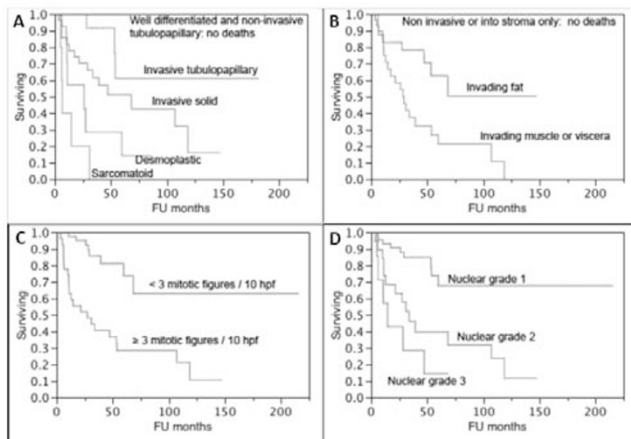 A
Well differentiated and non-invasive
tubulopapillary: no deaths
Invasive tubulopapillary
Invasive solid
Desmoplastic
Sarcomatoid
Surviving
1.0
0.9
0.8
0.7
0.6
0.5
0.4
0.3
0.2
0.1
0.0
0 50 100 150 200
FU months
B
Non invasive or into stroma only: no deaths
Invading fat
Invading muscle or viscera
Surviving
1.0
0.9
0.8
0.7
0.6
0.5
0.4
0.3
0.2
0.1
0.0
0 50 100 150 200
FU months
C
< 3 mitotic figures / 10 hpf
≥ 3 mitotic figures / 10 hpf
Surviving
1.0
0.9
0.8
0.7
0.6
0.5
0.4
0.3
0.2
0.1
0.0
0 50 100 150 200
FU months
D
Nuclear grade 1
Nuclear grade 2
Nuclear grade 3
Surviving
1.0
0.9
0.8
0.7
0.6
0.5
0.4
0.3
0.2
0.1
0.0
0 50 100 150 200
FU months